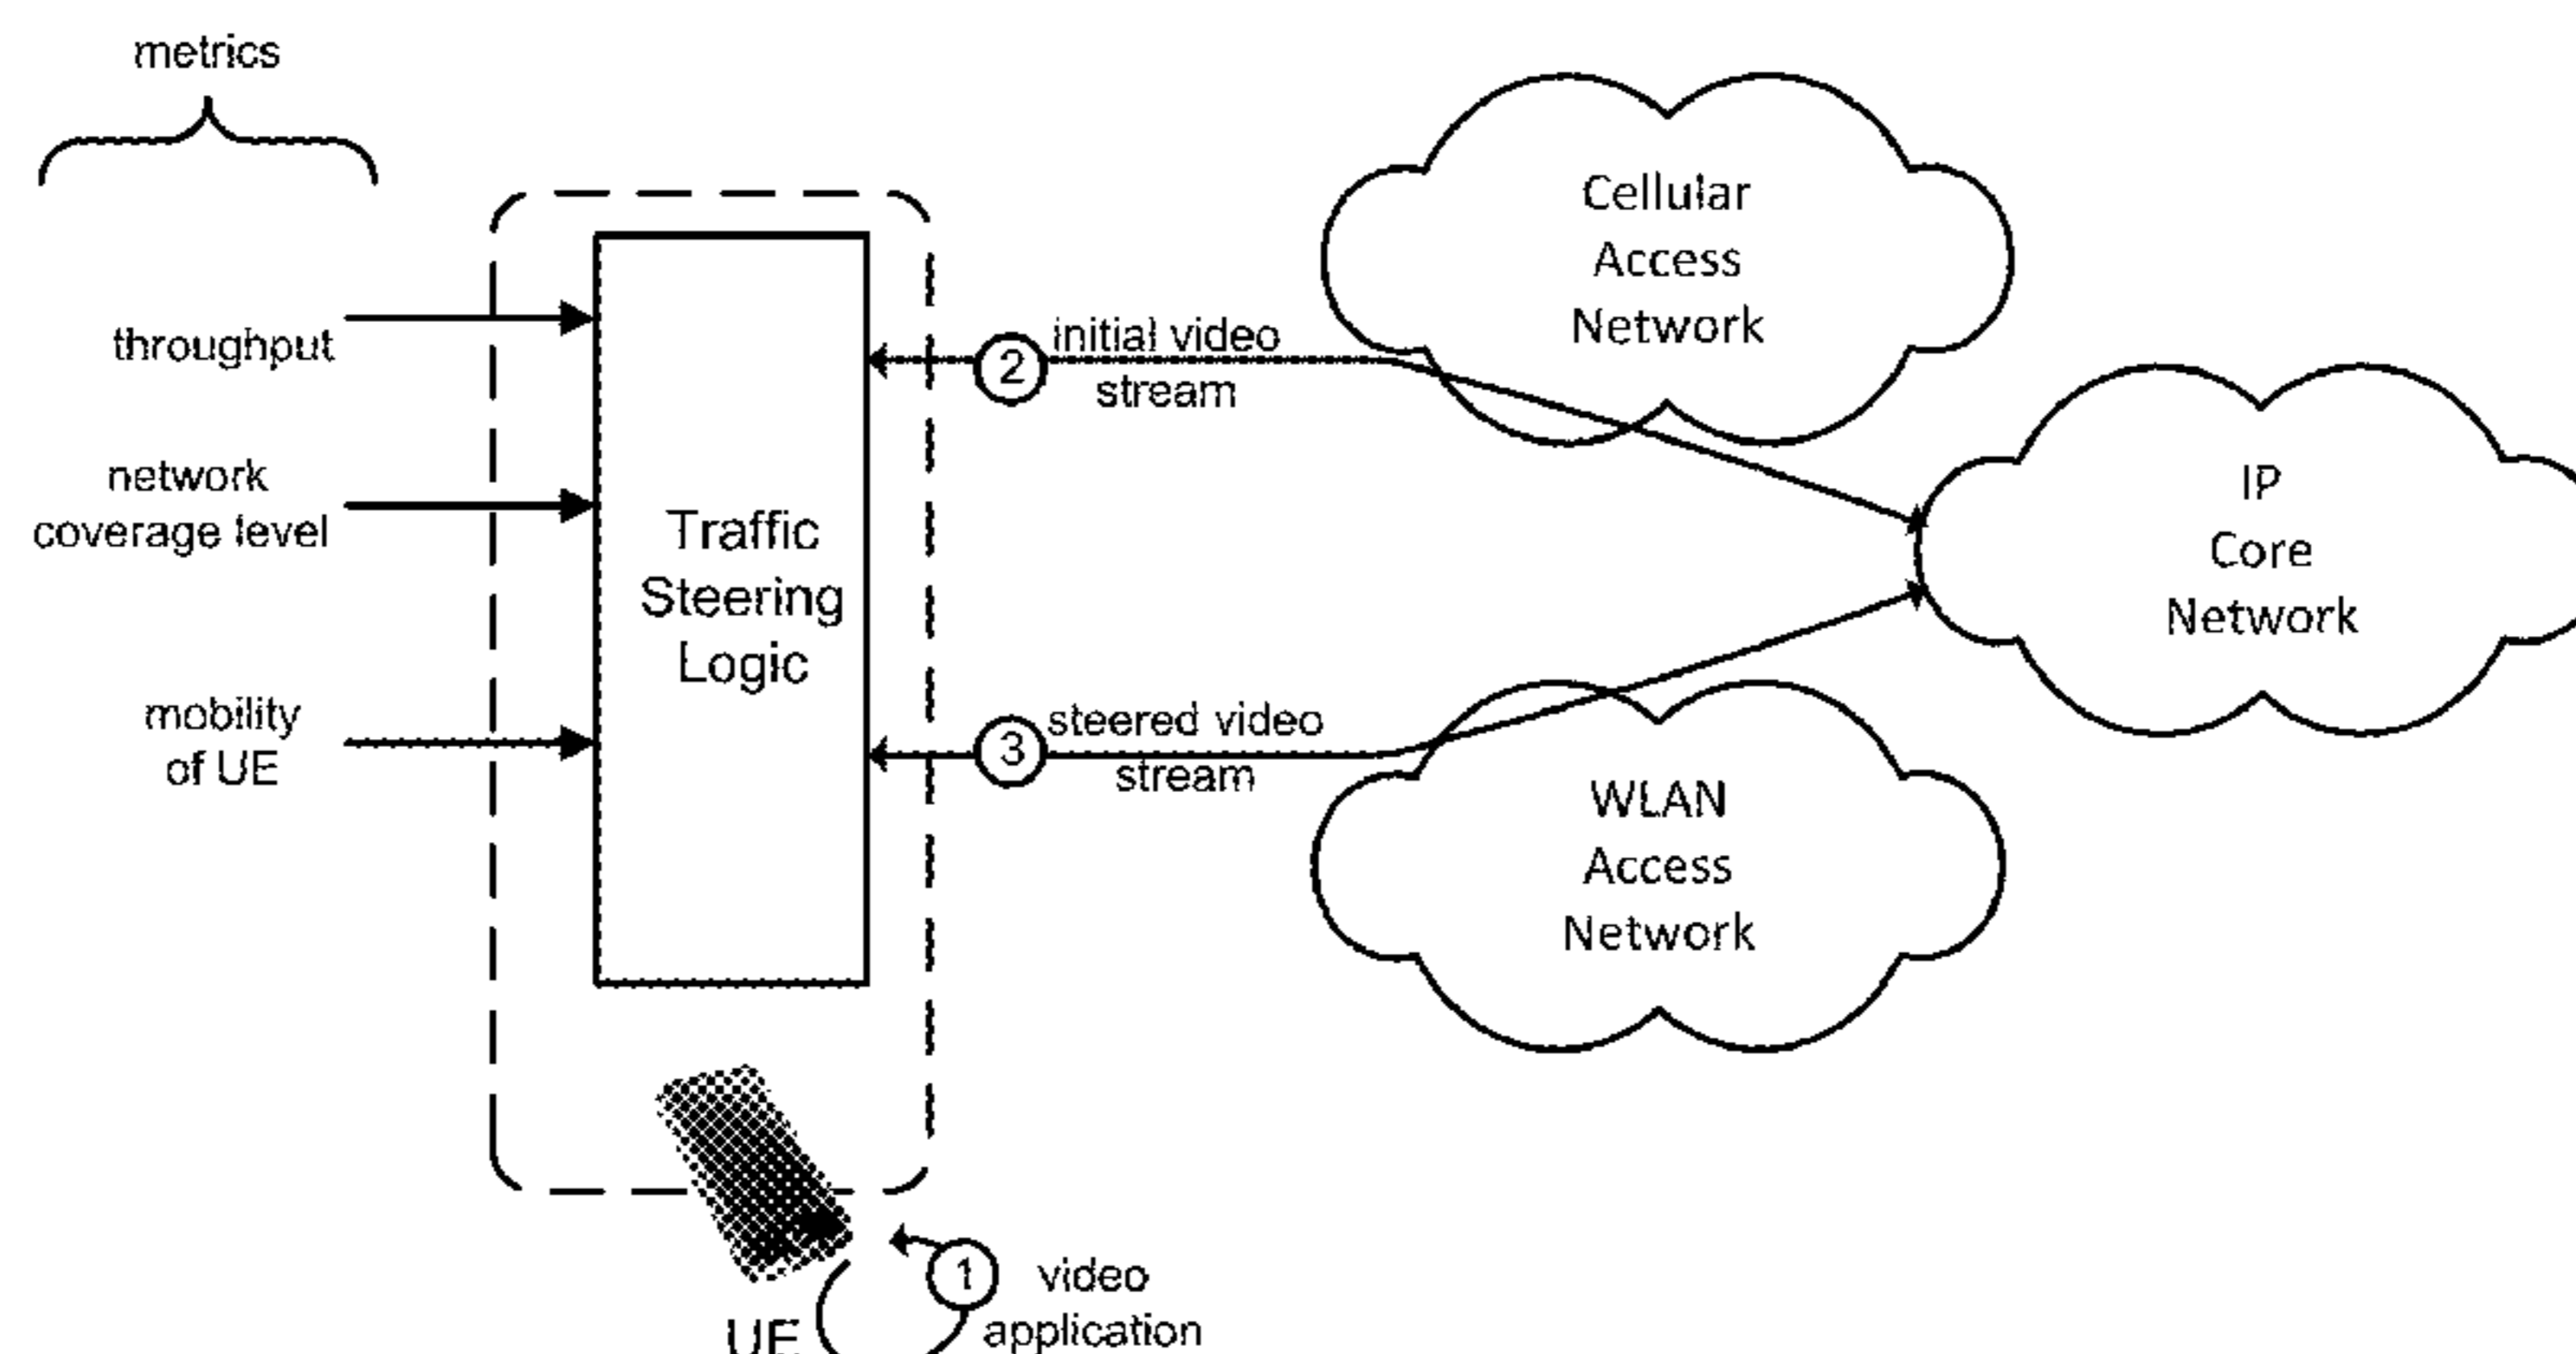 metrics
throughput
network
coverage level
mobility
of UE
Traffic
Steering
Logic
2
initial video
stream
3
steered video
stream
Cellular
Access
Network
IP
Core
Network
WLAN
Access
Network
UE
1
video
application